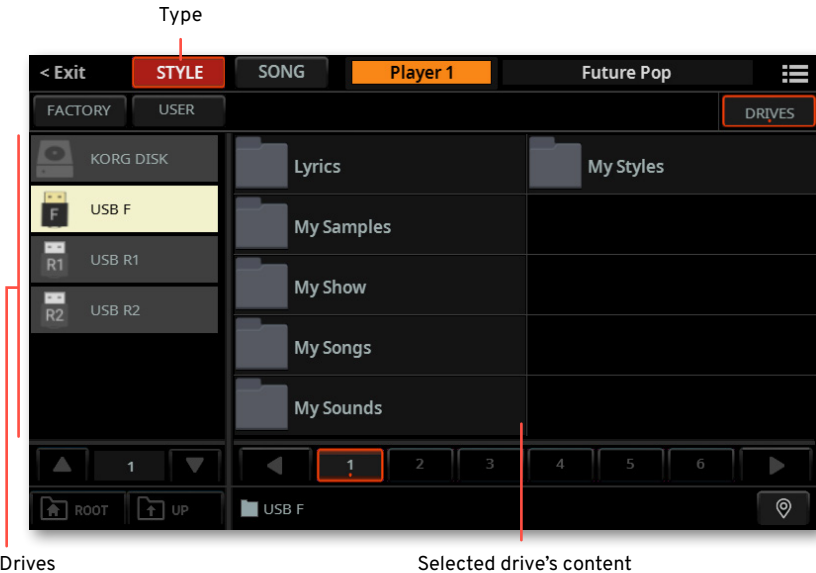 Type
< Exit STYLE SONG Player 1 Future Pop
FACTORY USER DRIVES
KORG DISK
F USB F
R1 USB R1
R2 USB R2
Lyrics My Styles
My Samples
My Show
My Songs
My Sounds
1 1 2 3 4 5 6
ROOT UP USB F
Drives Selected drive's content